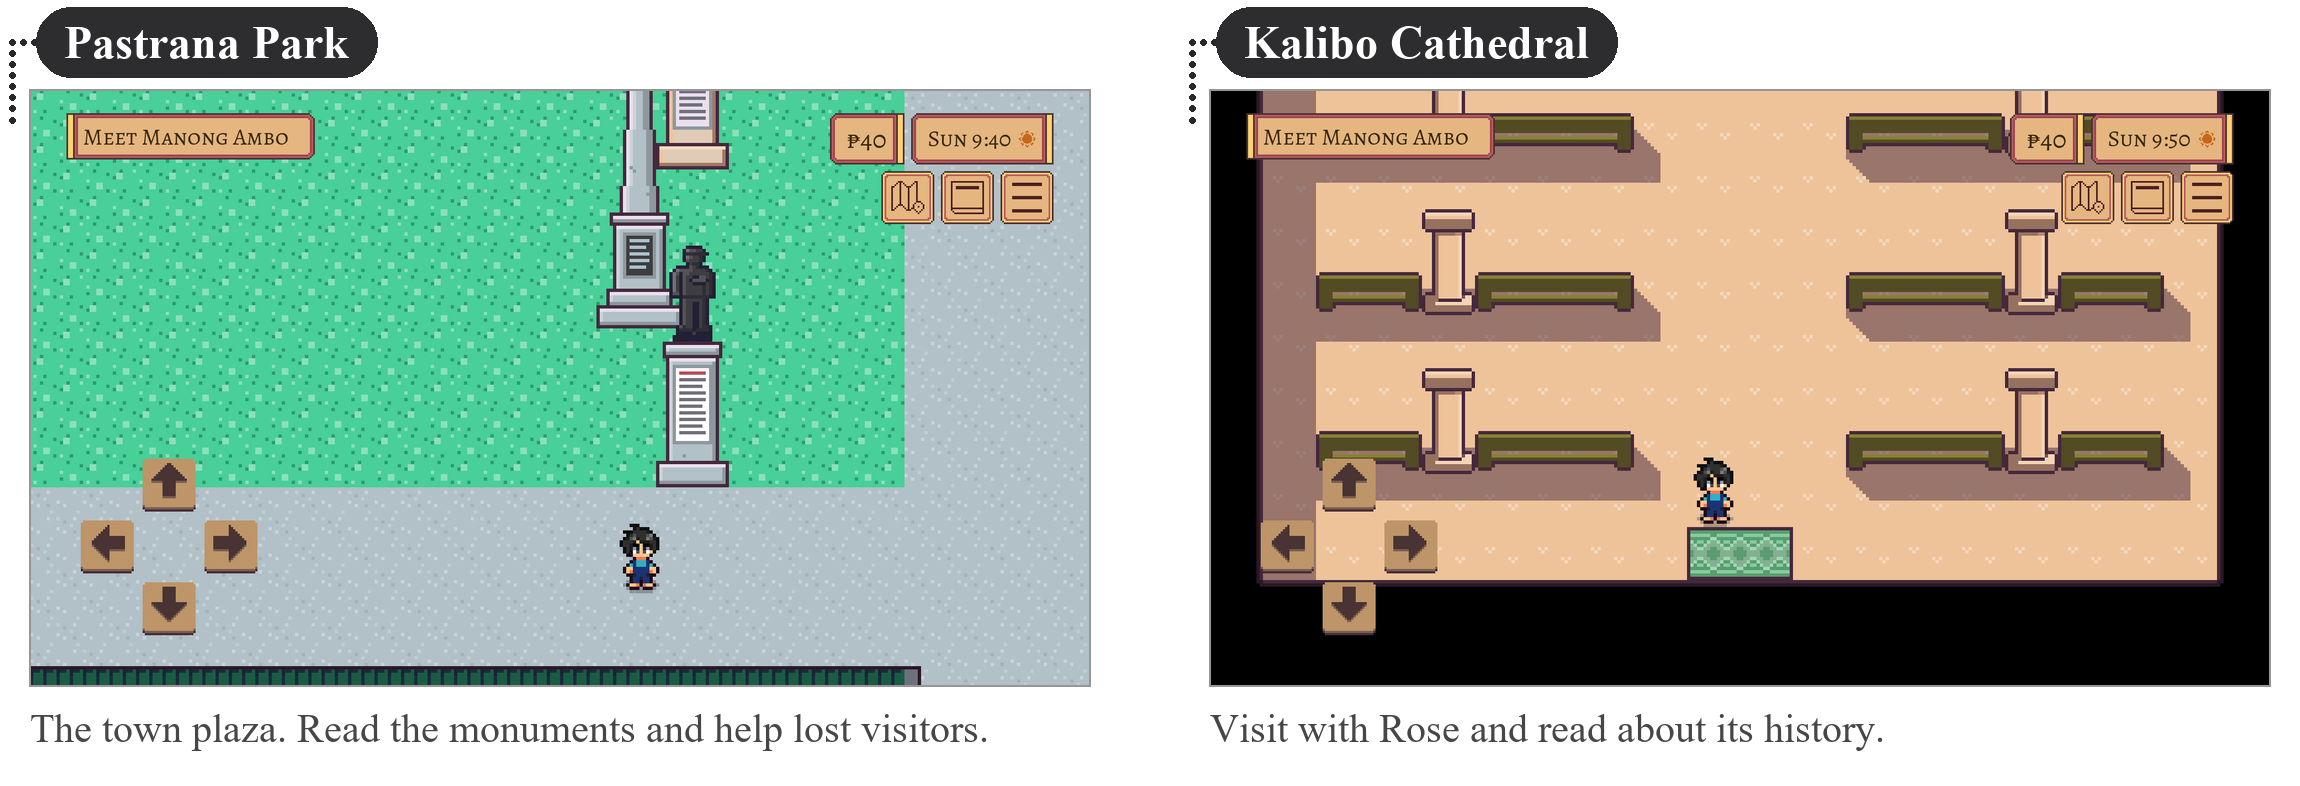 Pastrana Park
Meet Manong Ambo
₱40
Sun 9:40
The town plaza. Read the monuments and help lost visitors.
Kalibo Cathedral
Meet Manong Ambo
₱40
Sun 9:50
Visit with Rose and read about its history.